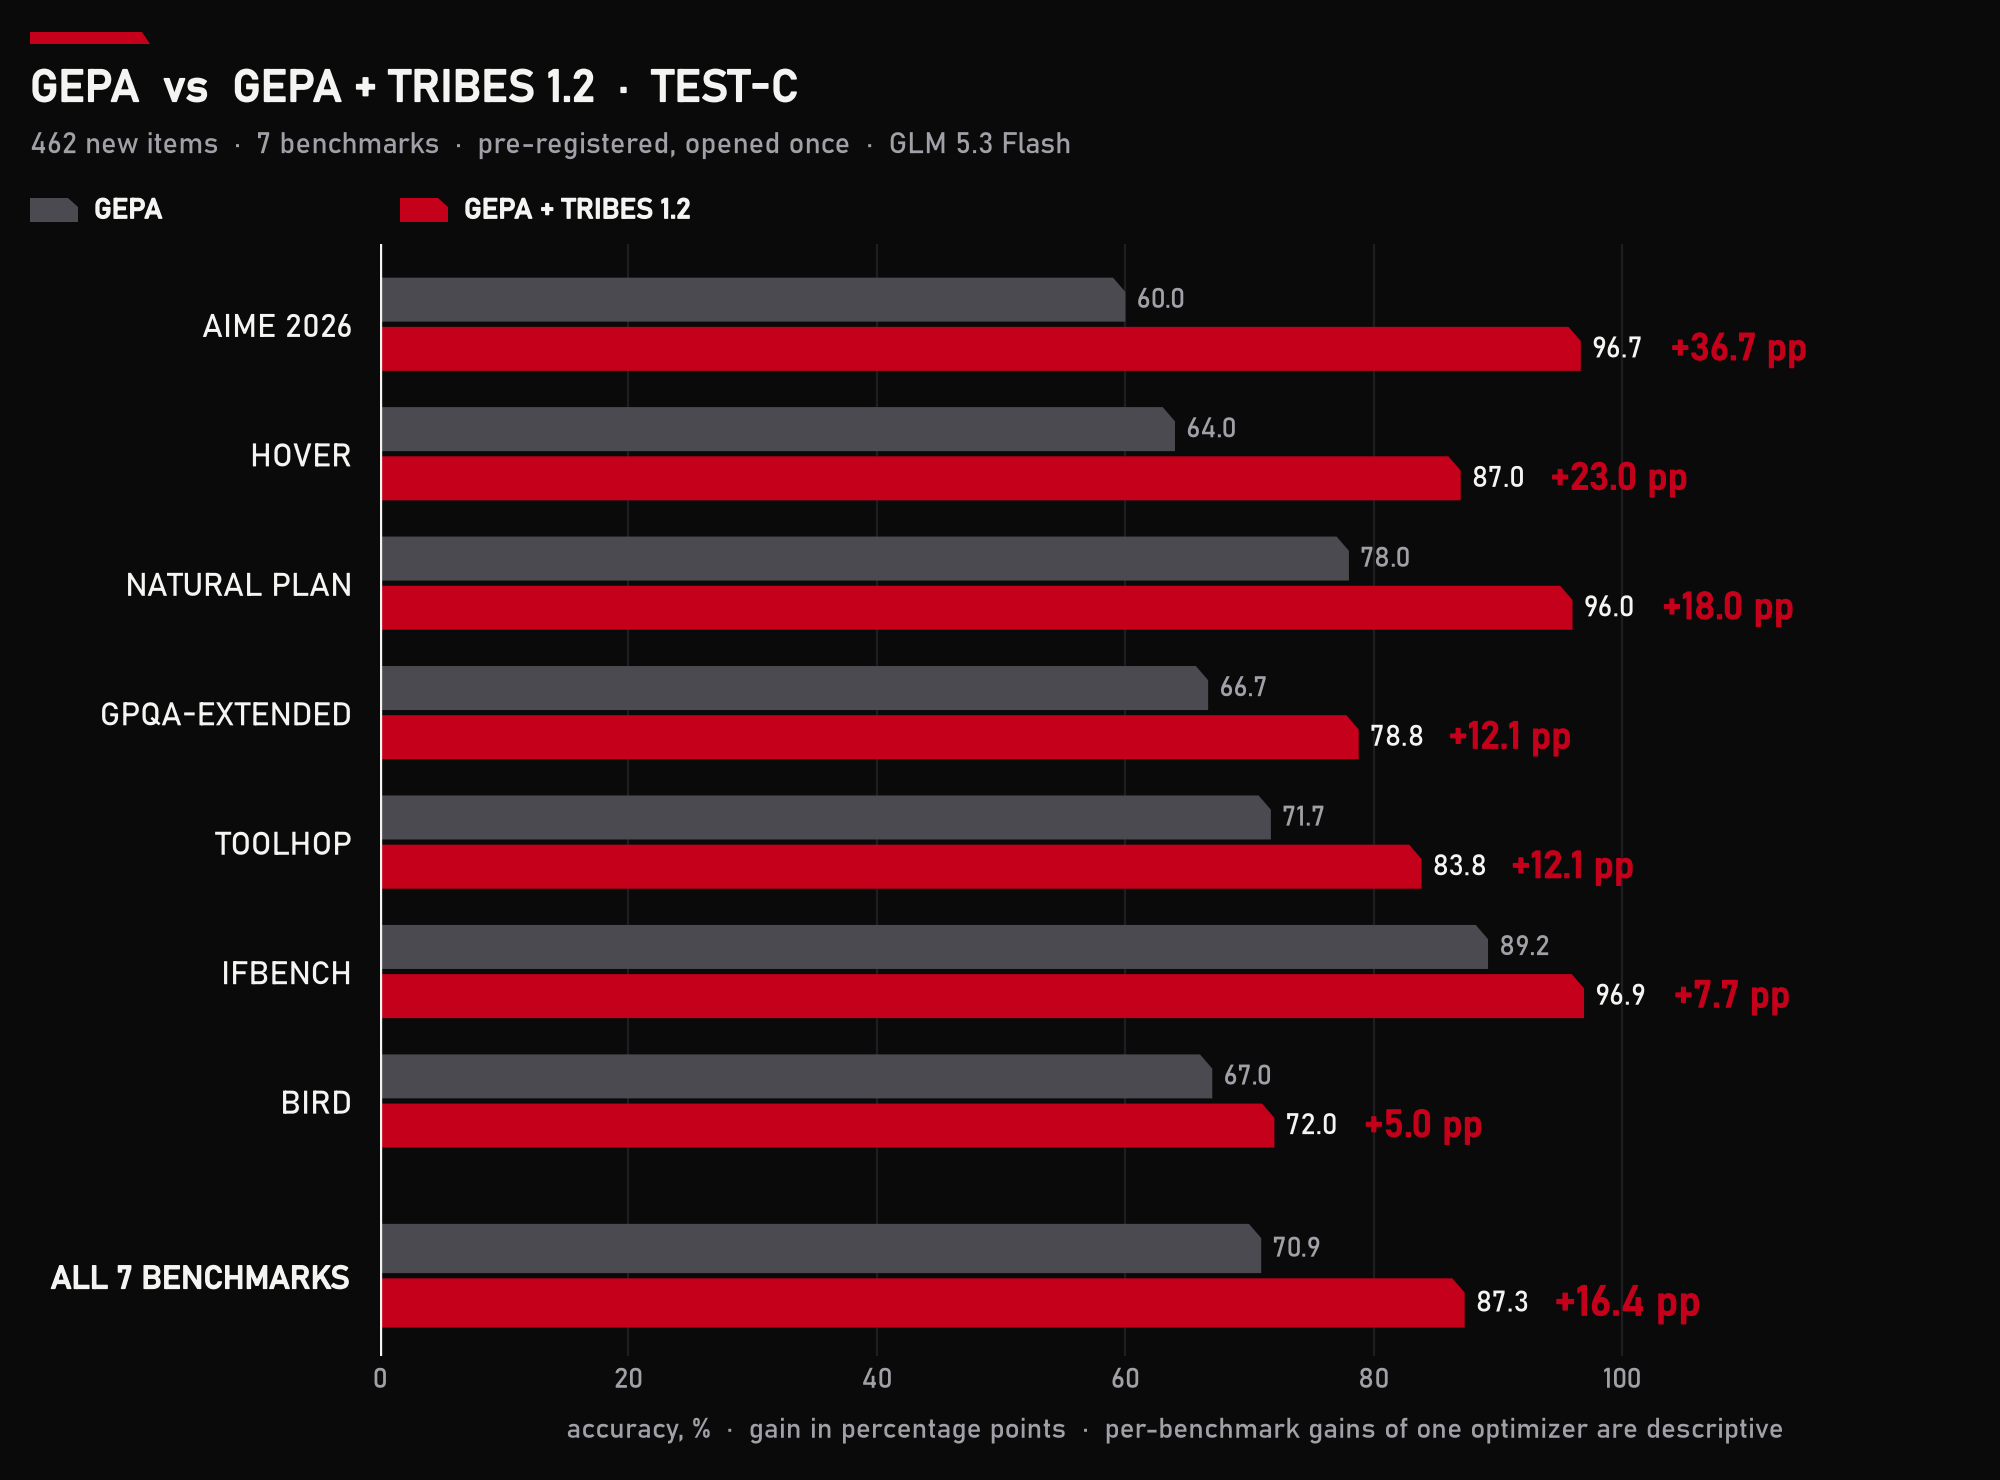 GEPA vs GEPA + TRIBES 1.2 · TEST-C
462 new items · 7 benchmarks · pre-registered, opened once · GLM 5.3 Flash
GEPA
GEPA + TRIBES 1.2
AIME 2026
60.0
96.7 +36.7 pp
HOVER
64.0
87.0 +23.0 pp
NATURAL PLAN
78.0
96.0 +18.0 pp
GPQA-EXTENDED
66.7
78.8 +12.1 pp
TOOLHOP
71.7
83.8 +12.1 pp
IFBENCH
89.2
96.9 +7.7 pp
BIRD
67.0
72.0 +5.0 pp
ALL 7 BENCHMARKS
70.9
87.3 +16.4 pp
0 20 40 60 80 100
accuracy, % · gain in percentage points · per-benchmark gains of one optimizer are descriptive